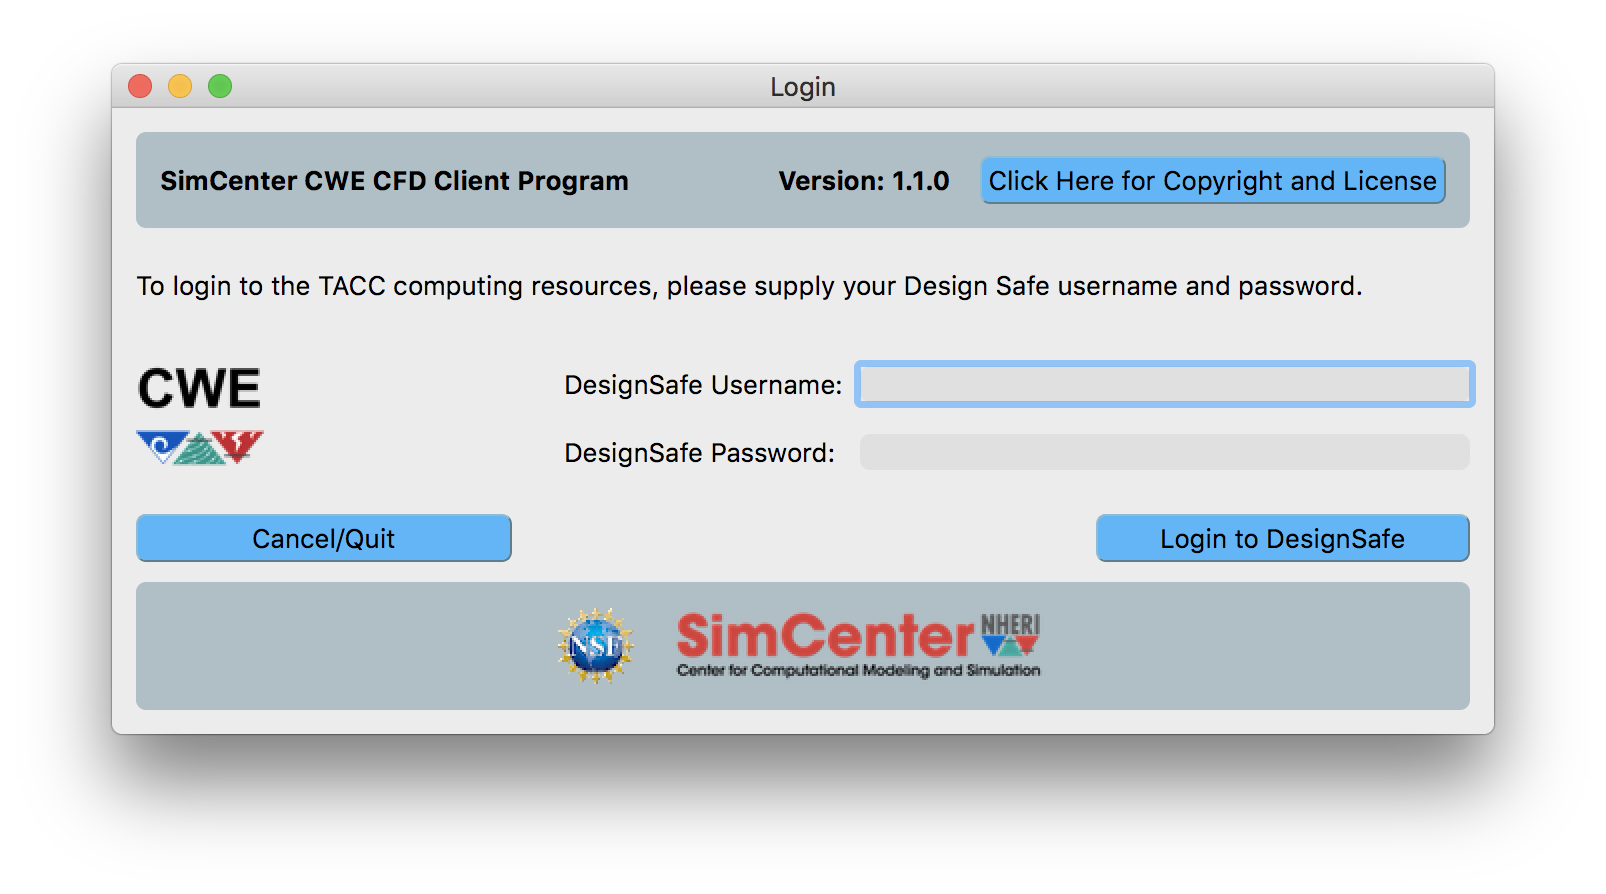 Login
SimCenter CWE CFD Client Program
Version: 1.1.0
Click Here for Copyright and License
To login to the TACC computing resources, please supply your Design Safe username and password.
CWE
DesignSafe Username:
DesignSafe Password:
Cancel/Quit
Login to DesignSafe
NSF
SimCenter NHERI
Center for Computational Modeling and Simulation